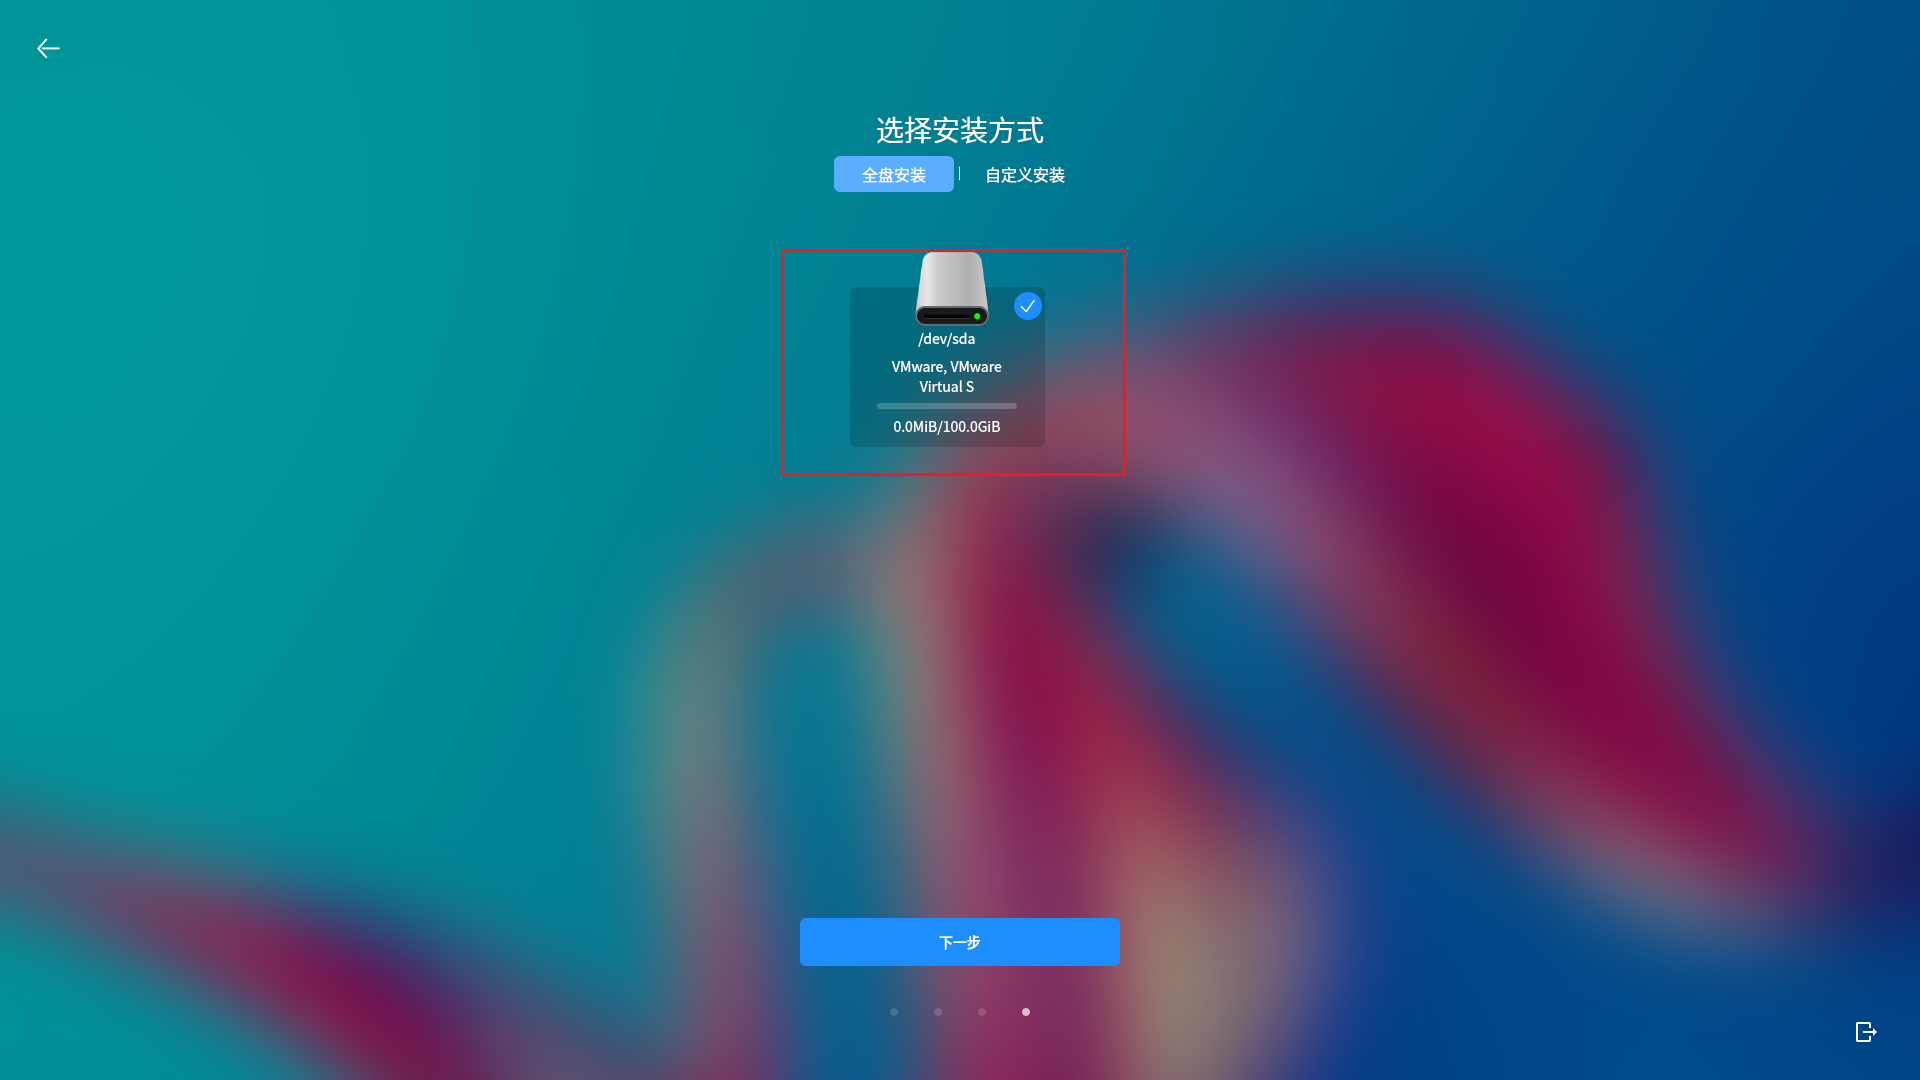 选择安装方式
全盘安装
自定义安装
/dev/sda
VMware, VMware
Virtual S
0.0MiB/100.0GiB
下一步